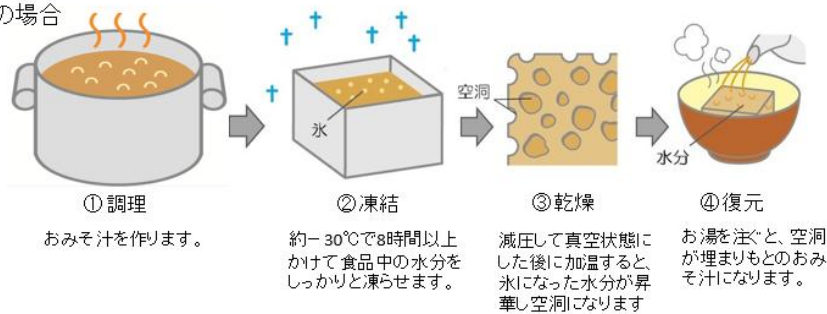 の場合
氷
空洞
水分
①調理
②凍結
③乾燥
④復元
おみそ汁を作ります。
約－30℃で8時間以上
かけて食品中の水分を
しっかりと凍らせます。
減圧して真空状態に
した後に加温すると、
氷になった水分が昇
華し空洞になります
お湯を注ぐと、空洞
が埋まりもとのおみ
そ汁になります。